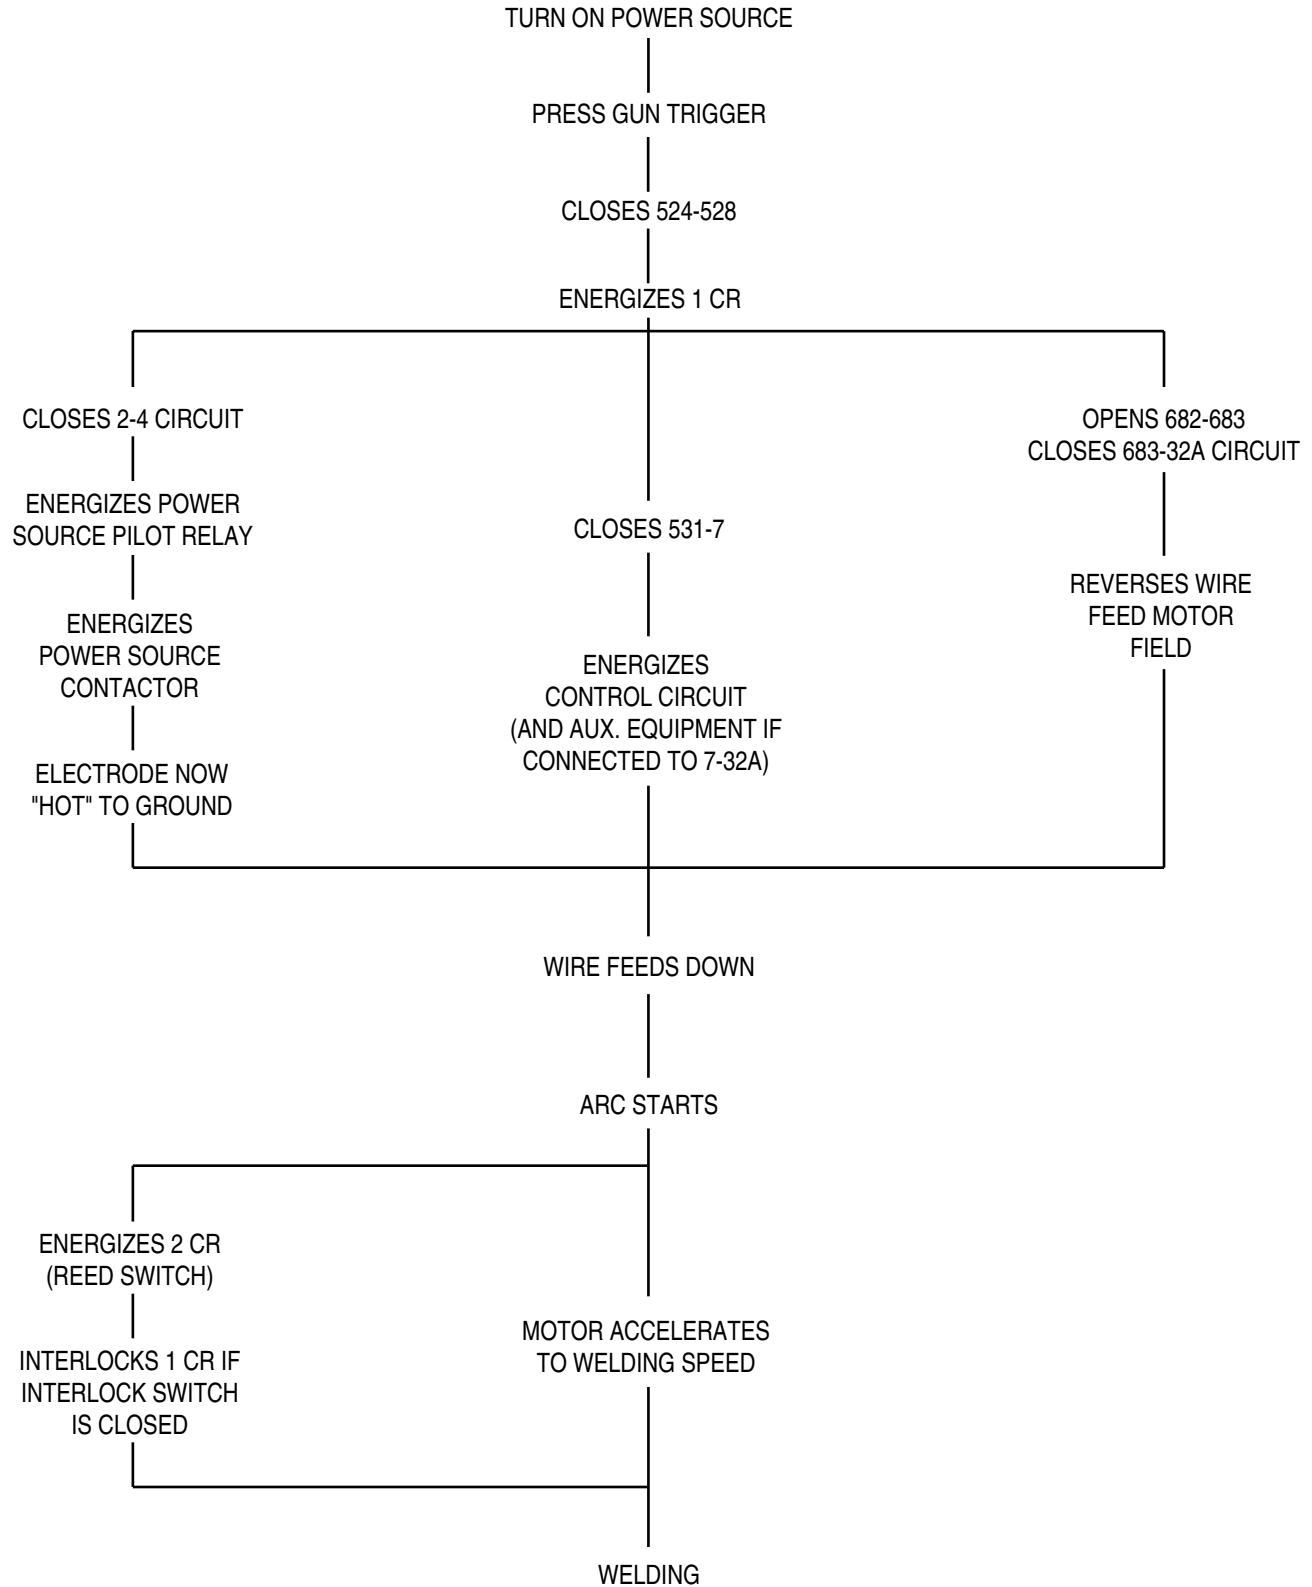 TURN ON POWER SOURCE
PRESS GUN TRIGGER
CLOSES 524-528
ENERGIZES 1 CR
CLOSES 2-4 CIRCUIT
ENERGIZES POWER
SOURCE PILOT RELAY
ENERGIZES
POWER SOURCE
CONTACTOR
ELECTRODE NOW
"HOT" TO GROUND
CLOSES 531-7
ENERGIZES
CONTROL CIRCUIT
(AND AUX. EQUIPMENT IF
CONNECTED TO 7-32A)
OPENS 682-683
CLOSES 683-32A CIRCUIT
REVERSES WIRE
FEED MOTOR
FIELD
WIRE FEEDS DOWN
ARC STARTS
ENERGIZES 2 CR
(REED SWITCH)
INTERLOCKS 1 CR IF
INTERLOCK SWITCH
IS CLOSED
MOTOR ACCELERATES
TO WELDING SPEED
WELDING